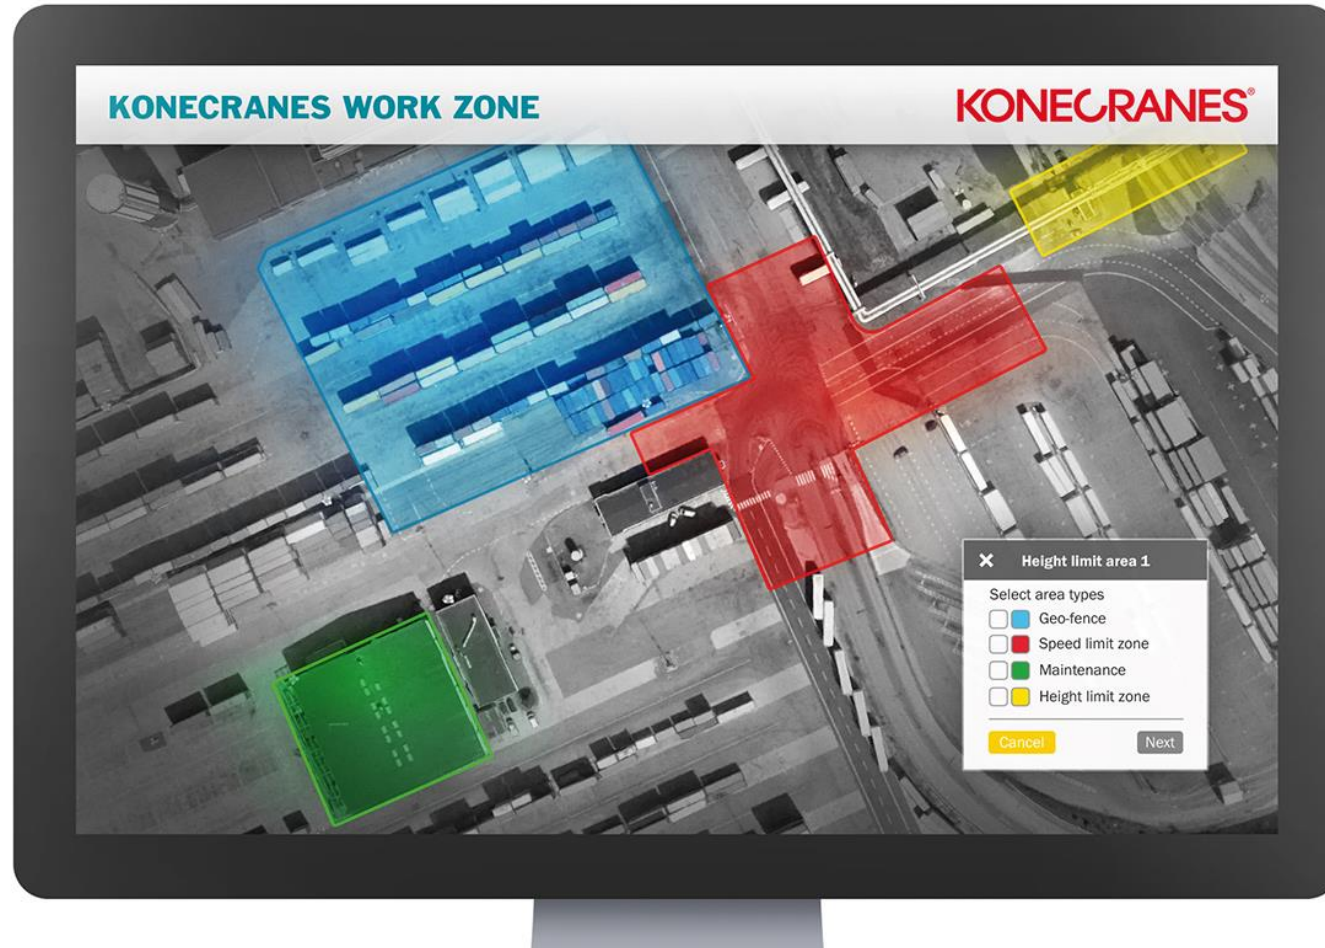 KONECRANES WORK ZONE
KONECRANES®
Height limit area 1
Select area types
Geo-fence
Speed limit zone
Maintenance
Height limit zone
Cancel
Next